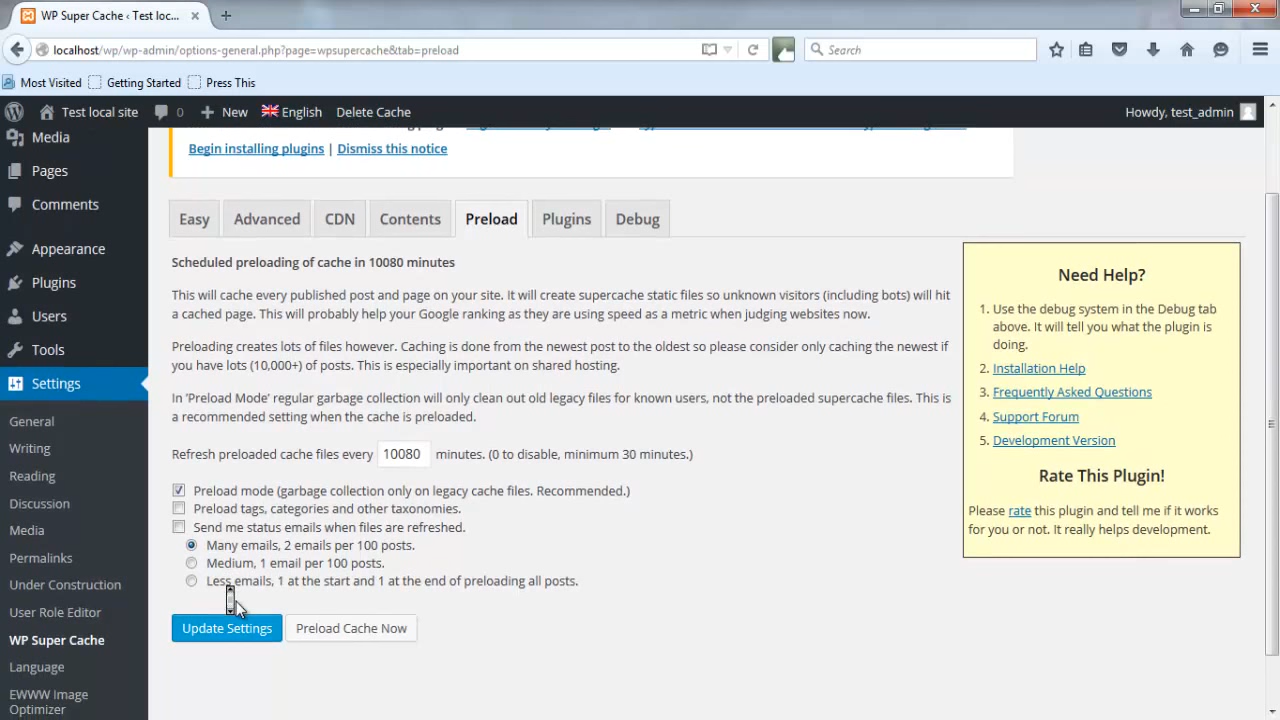 WP Super Cache ‹ Test loc...
localhost/wp/wp-admin/options-general.php?page=wpsupercache&tab=preload
Search
Most Visited
Getting Started
Press This
Test local site
0
New
English
Delete Cache
Howdy, test_admin
Media
Pages
Comments
Appearance
Plugins
Users
Tools
Settings
General
Writing
Reading
Discussion
Media
Permalinks
Under Construction
User Role Editor
WP Super Cache
Language
EWWW Image
Optimizer
Begin installing plugins | Dismiss this notice
Easy
Advanced
CDN
Contents
Preload
Plugins
Debug
Scheduled preloading of cache in 10080 minutes
This will cache every published post and page on your site. It will create supercache static files so unknown visitors (including bots) will hit
a cached page. This will probably help your Google ranking as they are using speed as a metric when judging websites now.
Preloading creates lots of files however. Caching is done from the newest post to the oldest so please consider only caching the newest if
you have lots (10,000+) of posts. This is especially important on shared hosting.
In 'Preload Mode' regular garbage collection will only clean out old legacy files for known users, not the preloaded supercache files. This is
a recommended setting when the cache is preloaded.
Refresh preloaded cache files every 10080 minutes. (0 to disable, minimum 30 minutes.)
Preload mode (garbage collection only on legacy cache files. Recommended.)
Preload tags, categories and other taxonomies.
Send me status emails when files are refreshed.
Many emails, 2 emails per 100 posts.
Medium, 1 email per 100 posts.
Less emails, 1 at the start and 1 at the end of preloading all posts.
Update Settings
Preload Cache Now
Need Help?
1. Use the debug system in the Debug tab
above. It will tell you what the plugin is
doing.
2. Installation Help
3. Frequently Asked Questions
4. Support Forum
5. Development Version
Rate This Plugin!
Please rate this plugin and tell me if it works
for you or not. It really helps development.